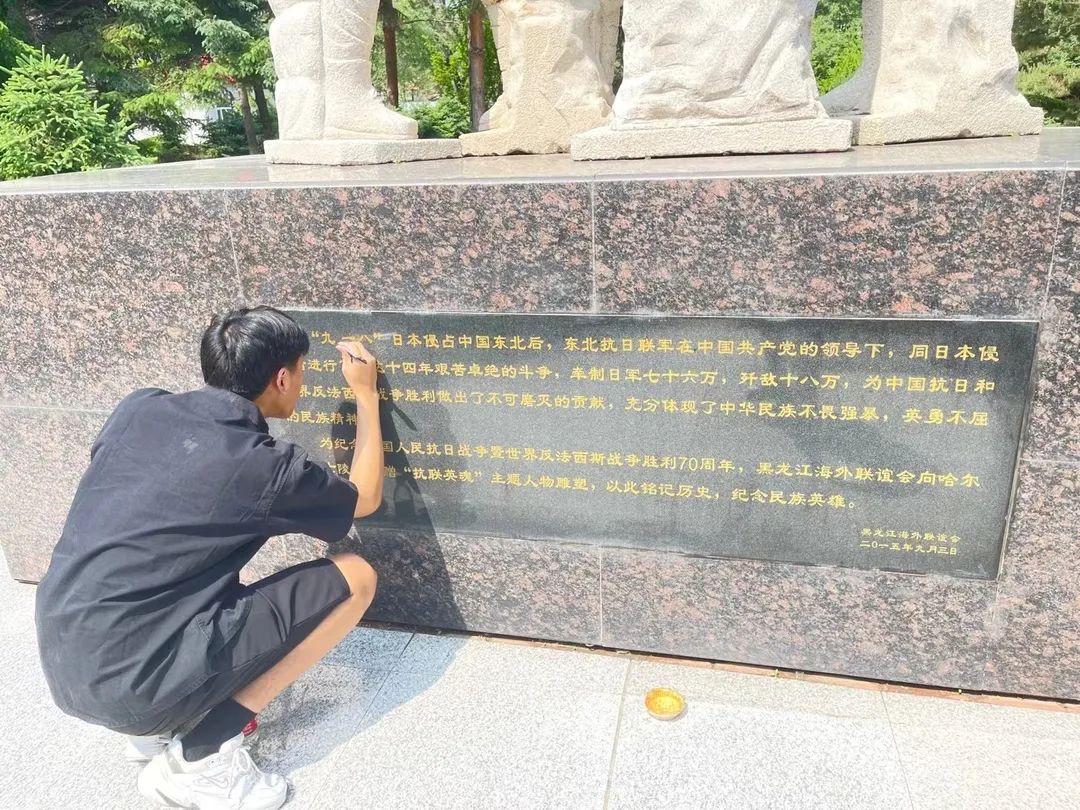 “九一八”日本侵占中国东北后，东北抗日联军在中国共产党的领导下，同日本侵
进行 达十四年艰苦卓绝的斗争，牵制日军七十六万，歼敌十八万，为中国抗日和
界反法西 争胜利做出了不可磨灭的贡献，充分体现了中华民族不畏强暴，英勇不屈
的民族精神
为纪念 国人民抗日战争暨世界反法西斯战争胜利70周年，黑龙江海外联谊会向哈尔
陵 赠“抗联英魂”主题人物雕塑，以此铭记历史，纪念民族英雄。
黑龙江海外联谊会
二〇一五年九月三日